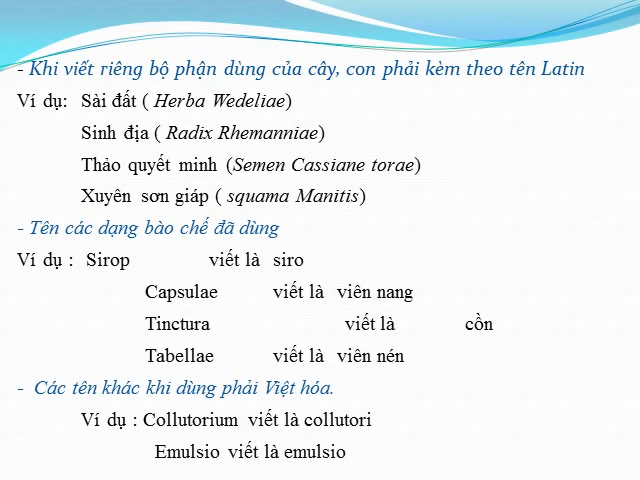 - Khi viết riêng bộ phận dùng của cây, con phải kèm theo tên Latin
Ví dụ: Sài đất ( Herba Wedeliae)
Sinh địa ( Radix Rhemanniae)
Thảo quyết minh (Semen Cassiane torae)
Xuyên sơn giáp ( squama Manitis)
- Tên các dạng bào chế đã dùng
Ví dụ : Sirop viết là siro
Capsulae viết là viên nang
Tinctura viết là cồn
Tabellae viết là viên nén
- Các tên khác khi dùng phải Việt hóa.
Ví dụ : Collutorium viết là collutori
Emulsio viết là emulsio